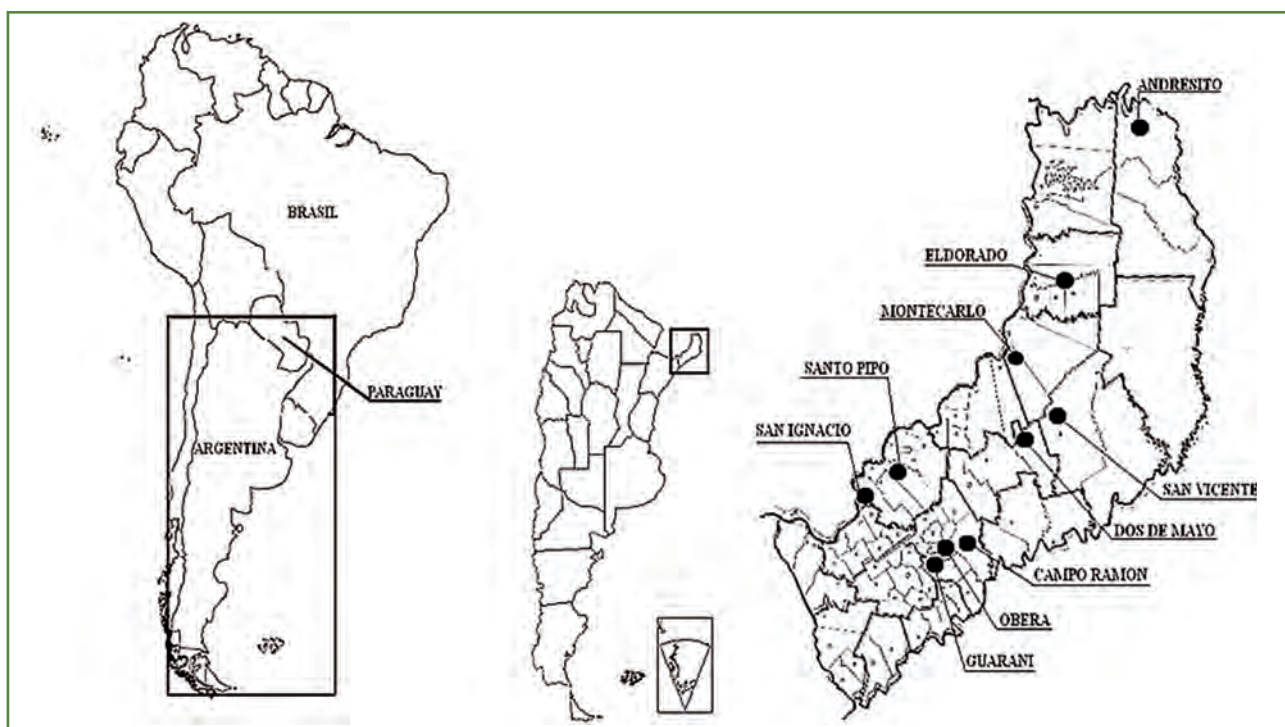 BRASIL
PARAGUAY
ARGENTINA
ANDRESITO
ELDORADO
MONTECARLO
SANTO PIPO
SAN IGNACIO
SAN VICENTE
DOS DE MAYO
CAMPO RAMON
OBERA
GUARANI